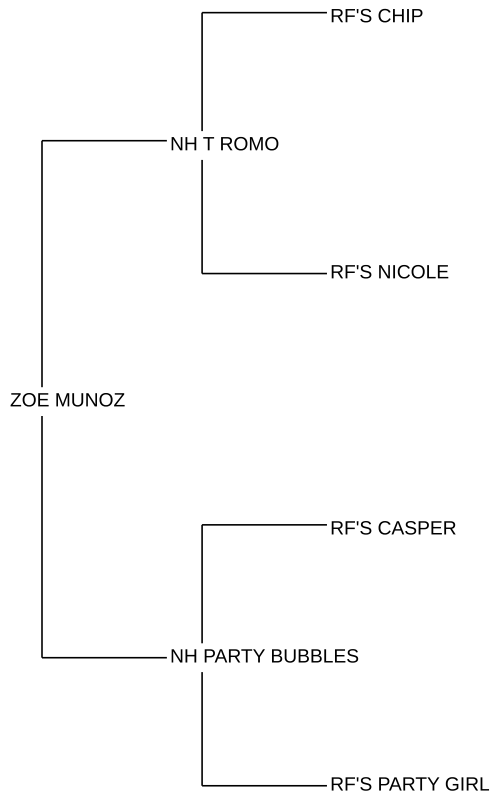 RF'S CHIP
NH T ROMO
RF'S NICOLE
ZOE MUNOZ
RF'S CASPER
NH PARTY BUBBLES
RF'S PARTY GIRL